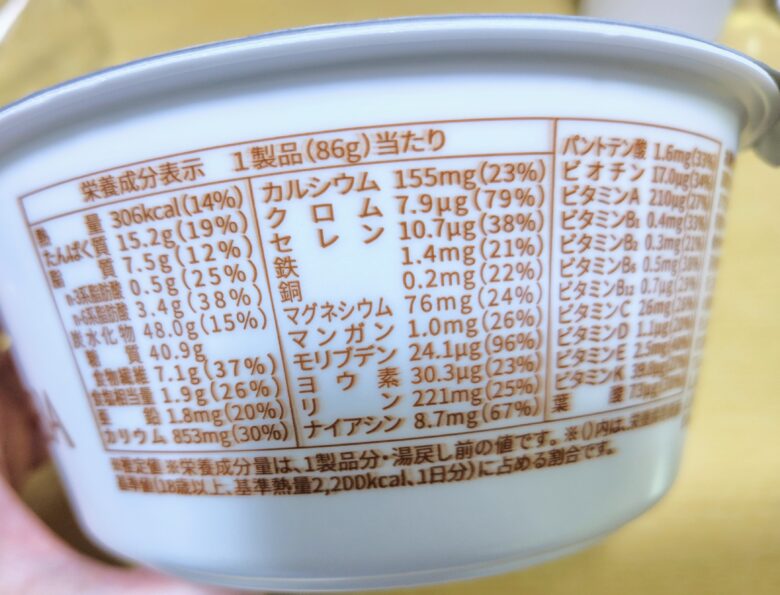 栄養成分表示 1製品(86g)当たり
熱量 306kcal(14%)
たんぱく質 15.2g(19%)
脂質 7.5g(12%)
n-3系脂肪酸 0.5g(25%)
n-6系脂肪酸 3.4g(38%)
炭水化物 48.0g(15%)
糖質 40.9g
食物繊維 7.1g(37%)
食塩相当量 1.9g(26%)
亜鉛 1.8mg(20%)
カリウム 853mg(30%)
カルシウム 155mg(23%)
クロム 7.9μg(79%)
セレン 10.7μg(38%)
鉄 1.4mg(21%)
銅 0.2mg(22%)
マグネシウム 76mg(24%)
マンガン 1.0mg(26%)
モリブデン 24.1μg(96%)
ヨウ素 30.3μg(23%)
リン 221mg(25%)
ナイアシン 8.7mg(67%)
パントテン酸 1.6mg(33%)
ビオチン 17.0μg(34%)
ビタミンA 210μg(27%)
ビタミンB₁ 0.4mg(33%)
ビタミンB₂ 0.3mg(21%)
ビタミンB₆ 0.5mg
ビタミンB₁₂ 0.7μg
ビタミンC 26mg
ビタミンD 1.1μg
ビタミンE
ビタミンK
葉酸
推定値 ※栄養成分量は、1製品分・湯戻し前の値です。※()内は、栄養素等表示
基準値(18歳以上、基準熱量2,200kcal、1日分)に占める割合です。